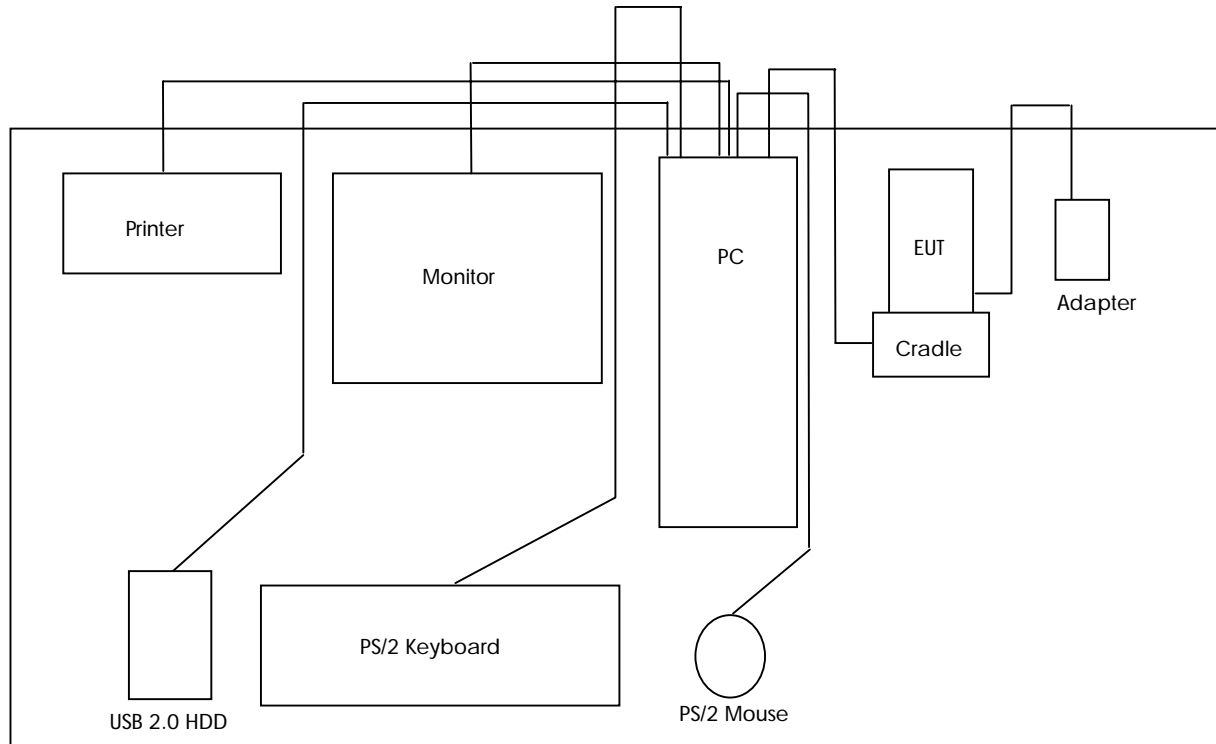 Printer
Monitor
PC
EUT
Adapter
Cradle
USB 2.0 HDD
PS/2 Keyboard
PS/2 Mouse